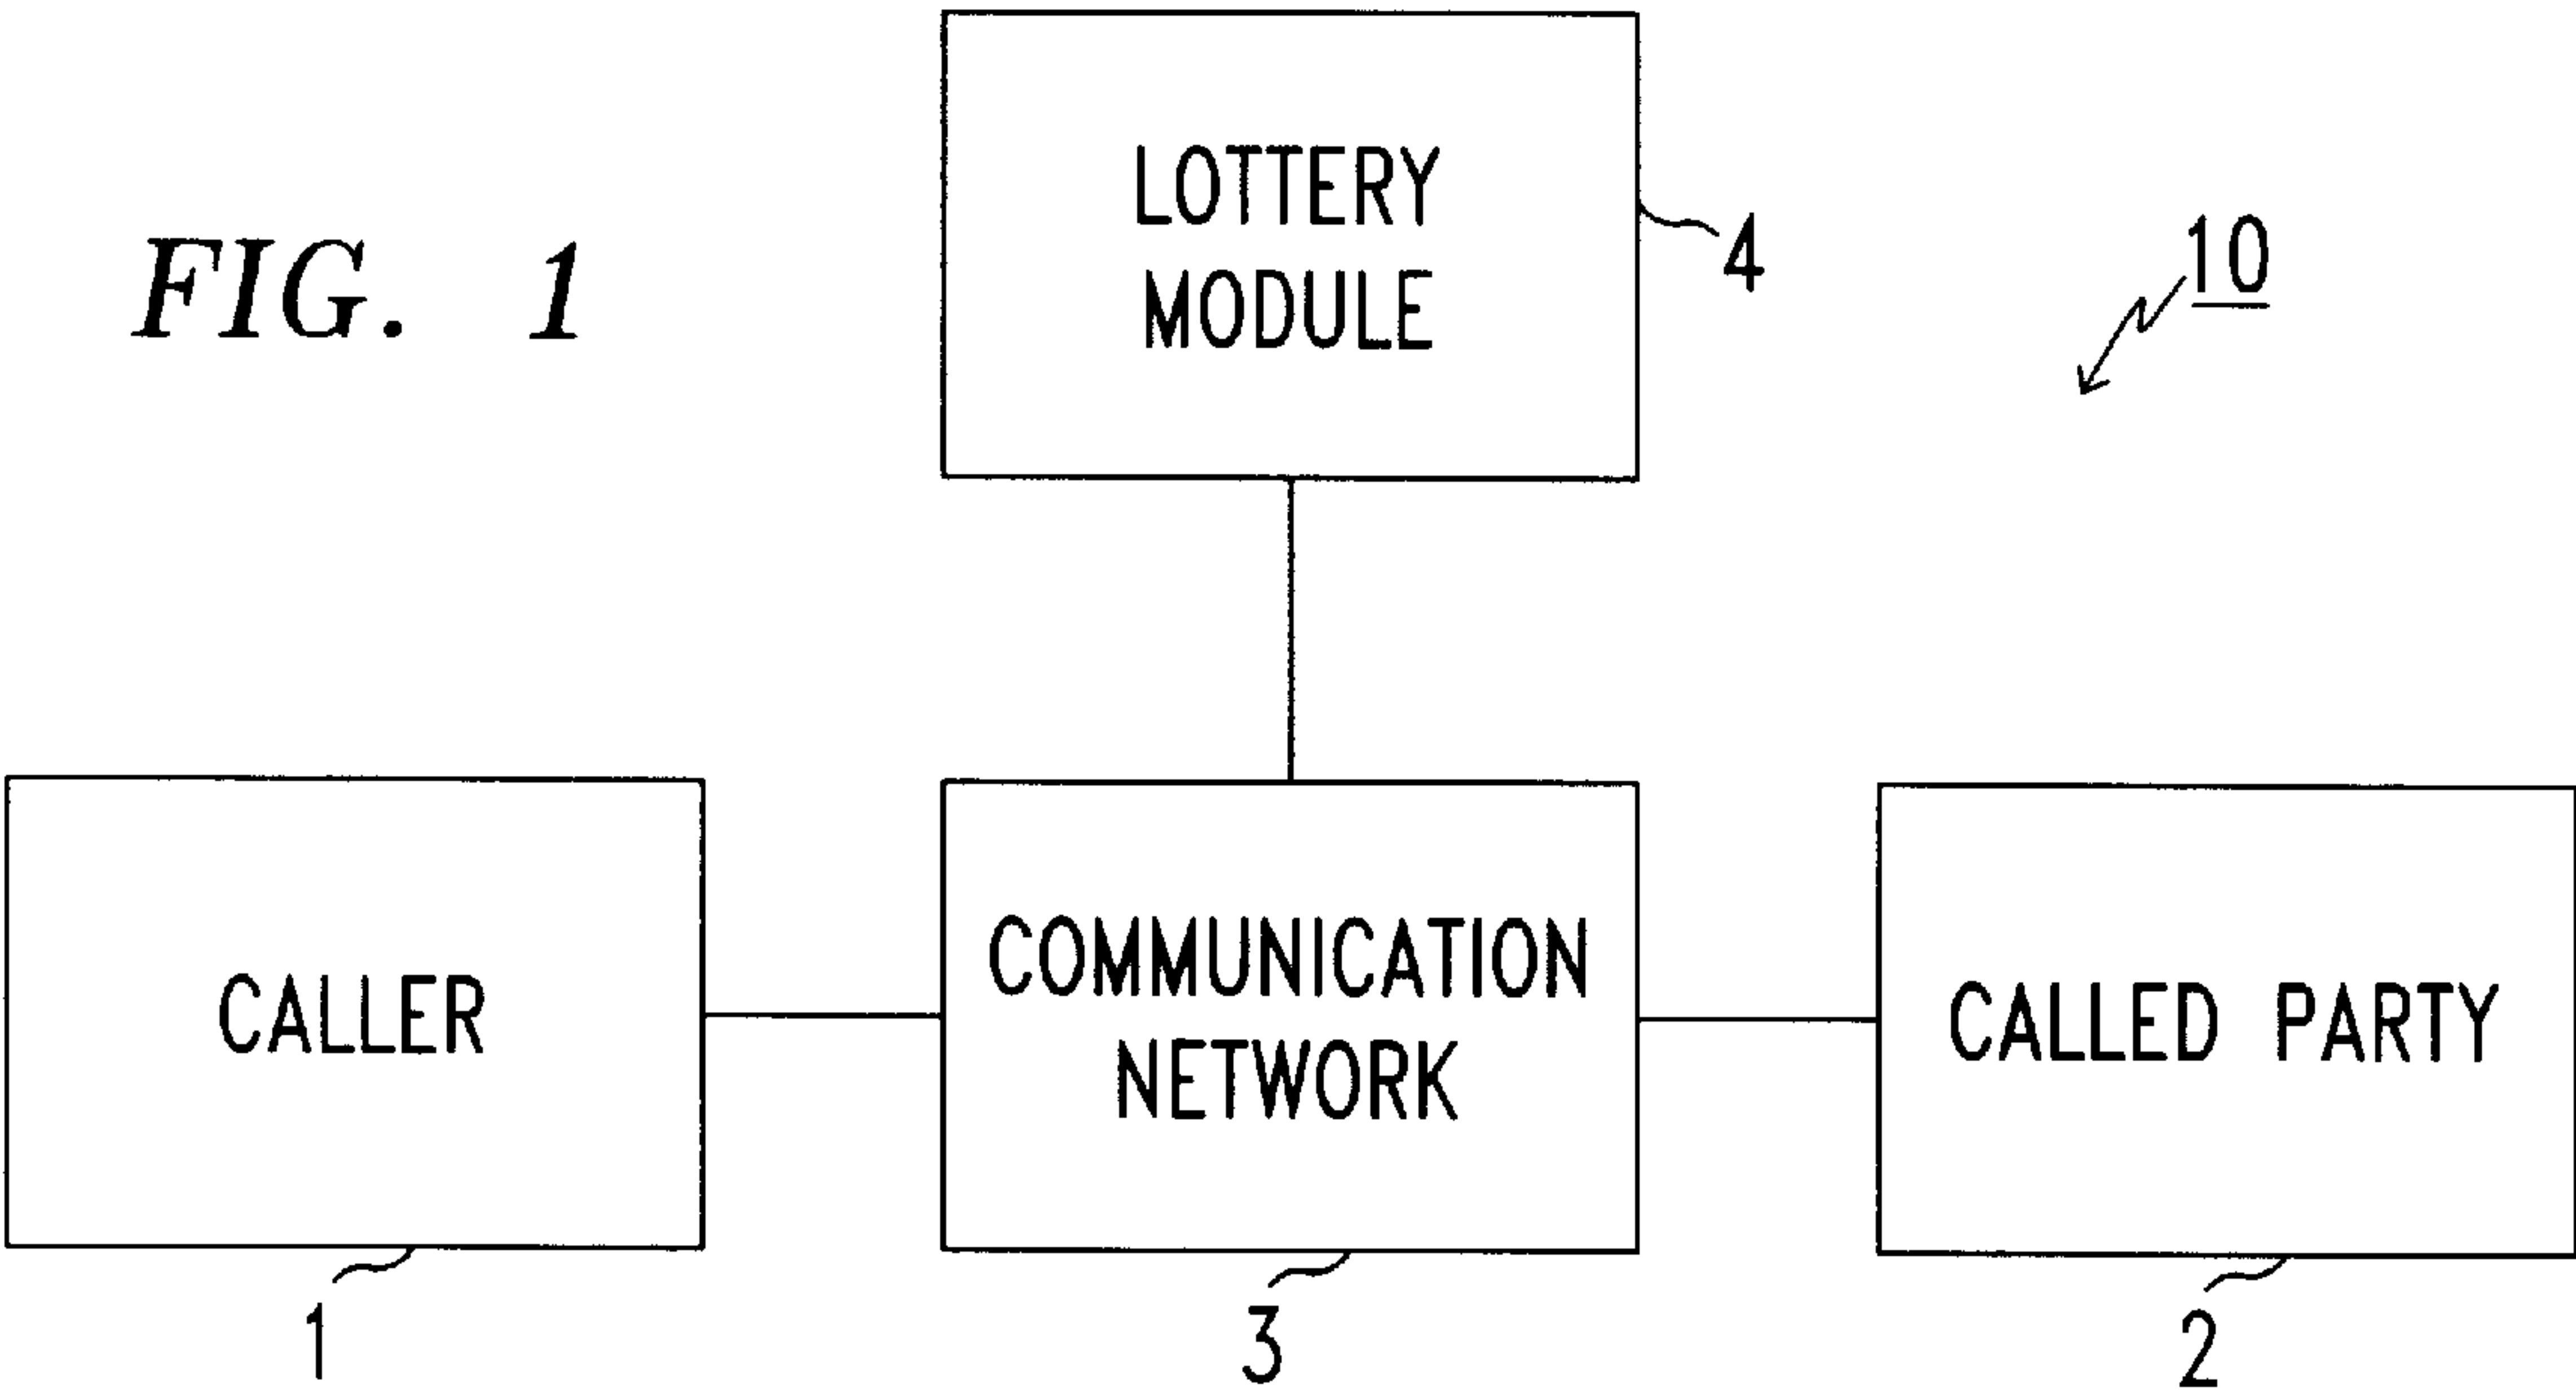 FIG. 1
LOTTERY
MODULE
4
10
CALLER
COMMUNICATION
NETWORK
CALLED PARTY
1
3
2